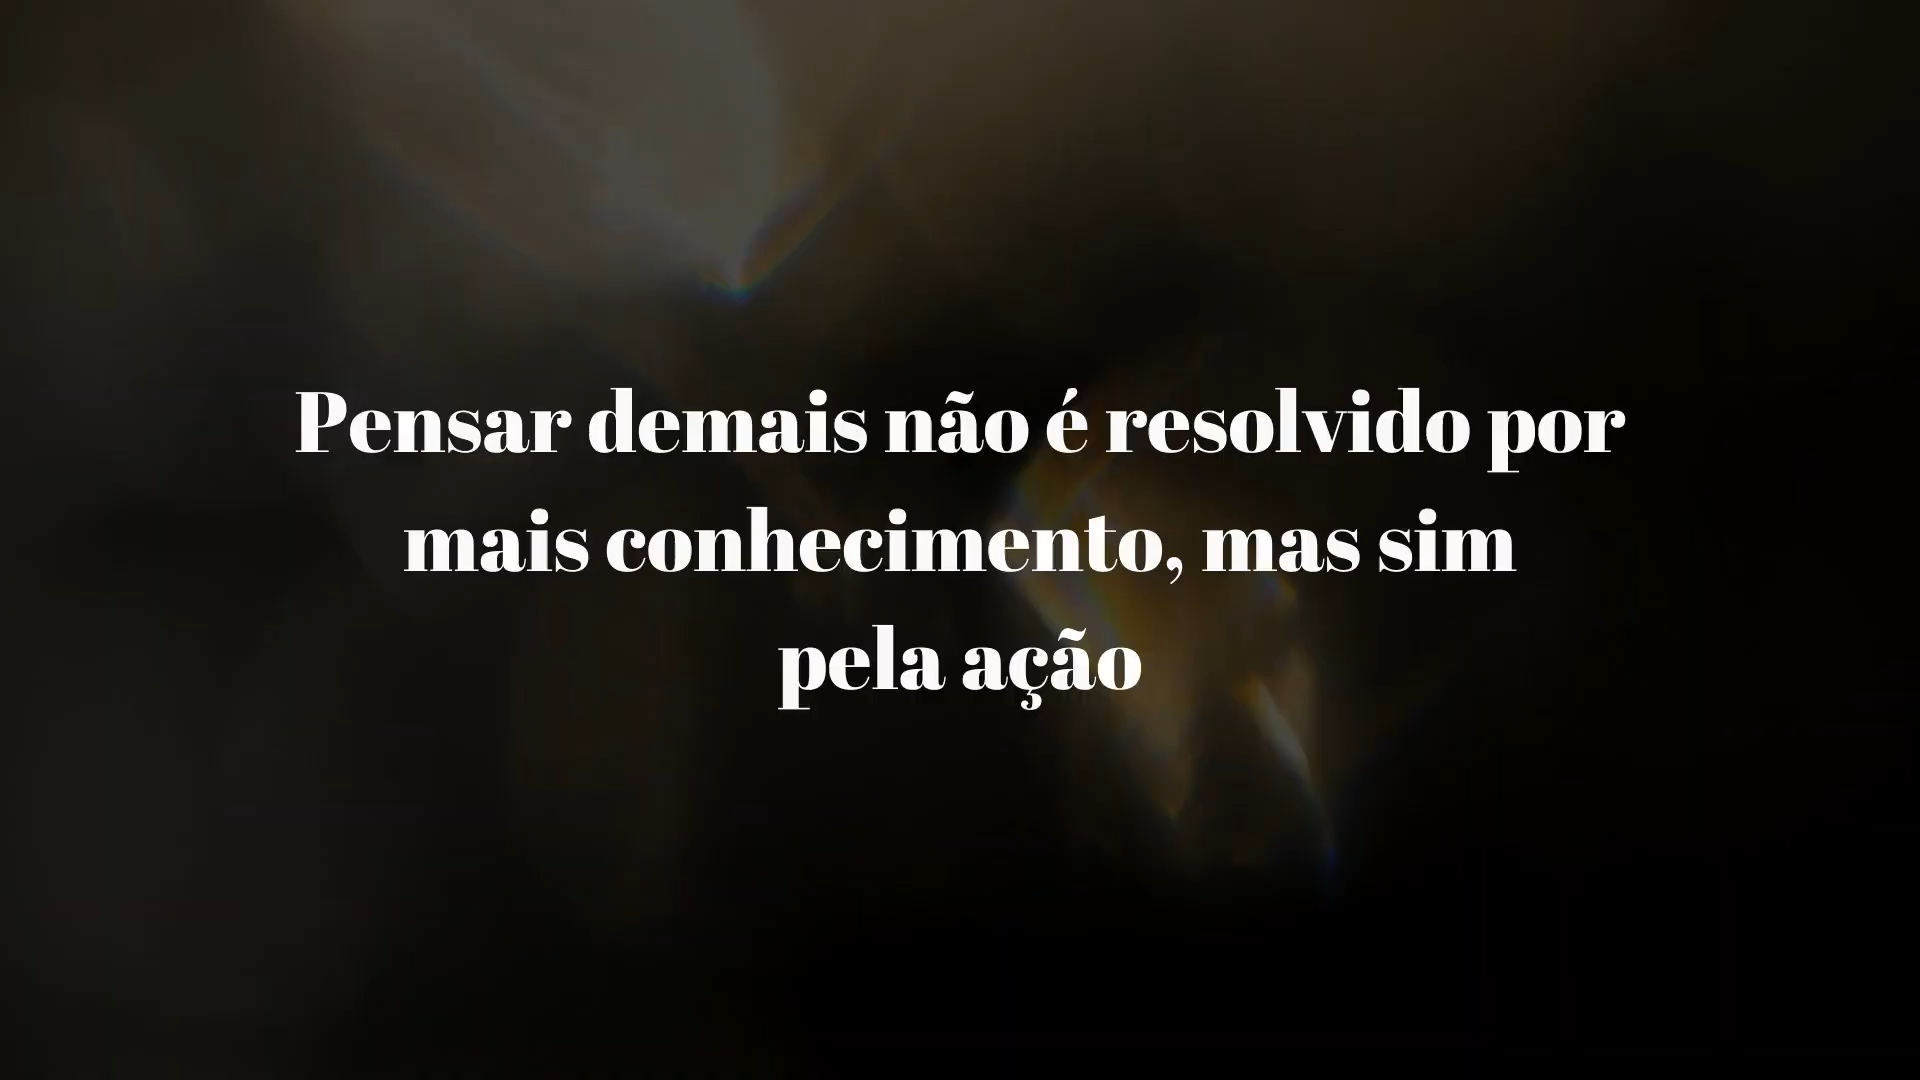 Pensar demais não é resolvido por
mais conhecimento, mas sim
pela ação